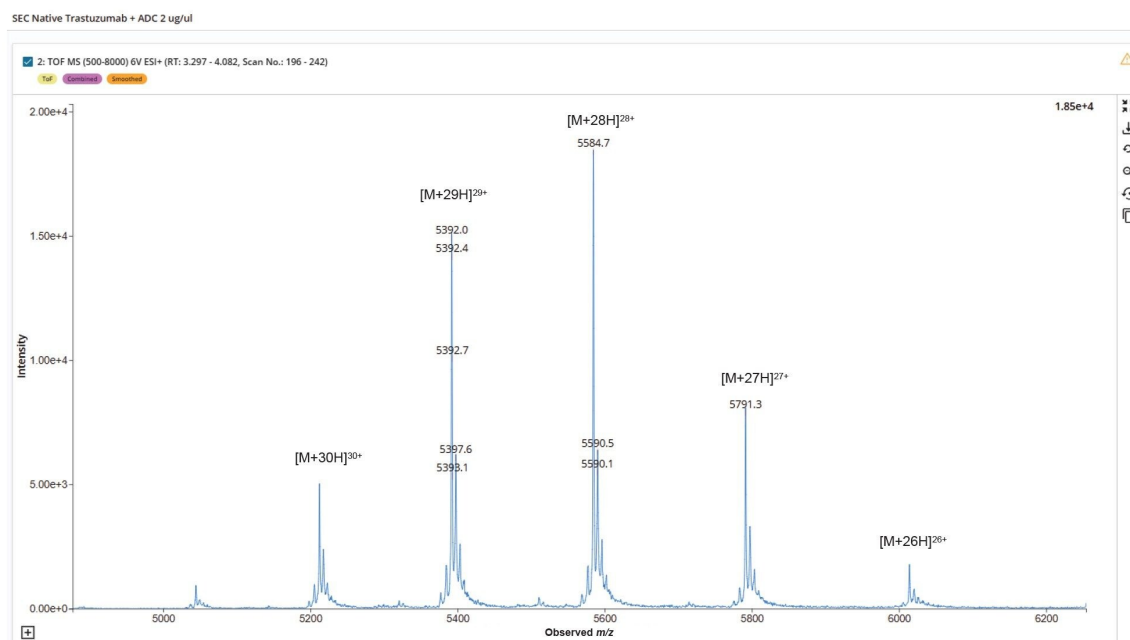 SEC Native Trastuzumab + ADC 2 ug/ul
2: TOF MS (500-8000) 6V ESI+ (RT: 3.297 - 4.082, Scan No.: 196 - 242)
ToF Combined Smoothed
1.85e+4
2.00e+4
[M+28H]28+
5584.7
[M+29H]29+
1.50e+4
5392.0
5392.4
Intensity
1.00e+4
5392.7
[M+27H]27+
5791.3
5397.6
5393.1
5590.5
5590.1
[M+30H]30+
5.00e+3
[M+26H]26+
0.00e+0
5000
5200
5400
5600
5800
6000
6200
Observed m/z